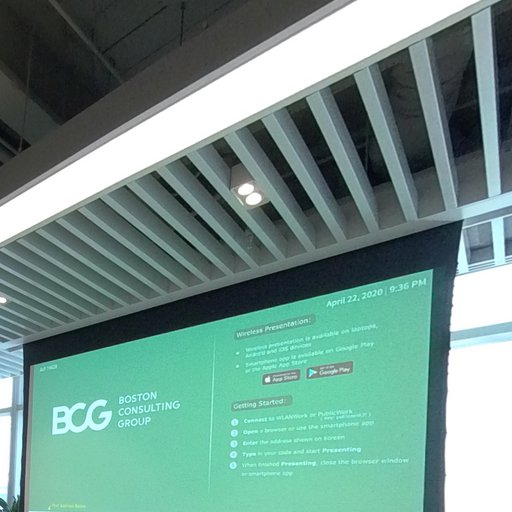 April 22, 2020 | 9:36 PM
Wireless Presentation:
Wireless presentation is available on laptops,
Android and iOS devices
Smartphone app is available on Google Play
or the Apple App Store
App Store
Google Play
BCG
BOSTON
CONSULTING
GROUP
Getting Started:
1 Connect to WLANWork or PublicWork
2 Open a browser or use the smartphone app
3 Enter the address shown on screen
4 Type in your code and start Presenting
5 When finished Presenting, close the browser window
or smartphone app